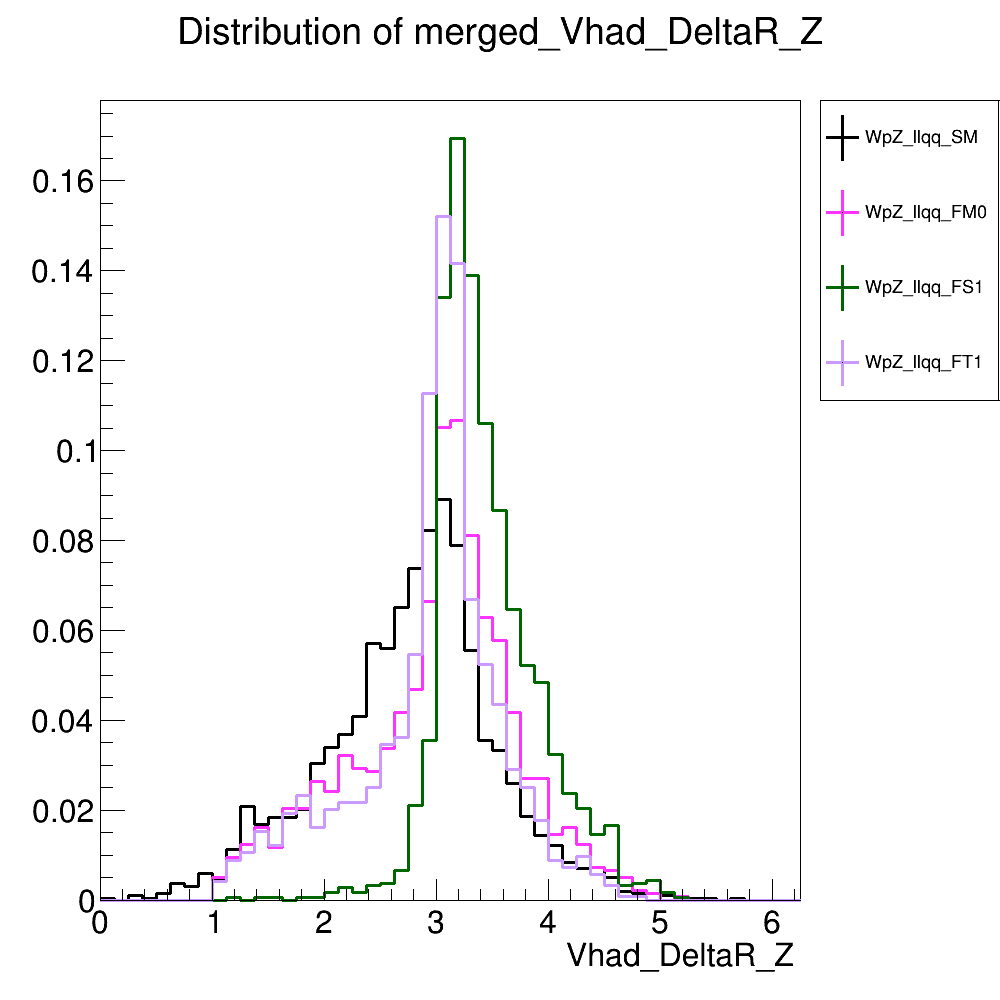 Distribution of merged_Vhad_DeltaR_Z
WpZ_llqq_SM
WpZ_llqq_FM0
WpZ_llqq_FS1
WpZ_llqq_FT1
0.16
0.14
0.12
0.1
0.08
0.06
0.04
0.02
0
0 1 2 3 4 5 6
Vhad_DeltaR_Z